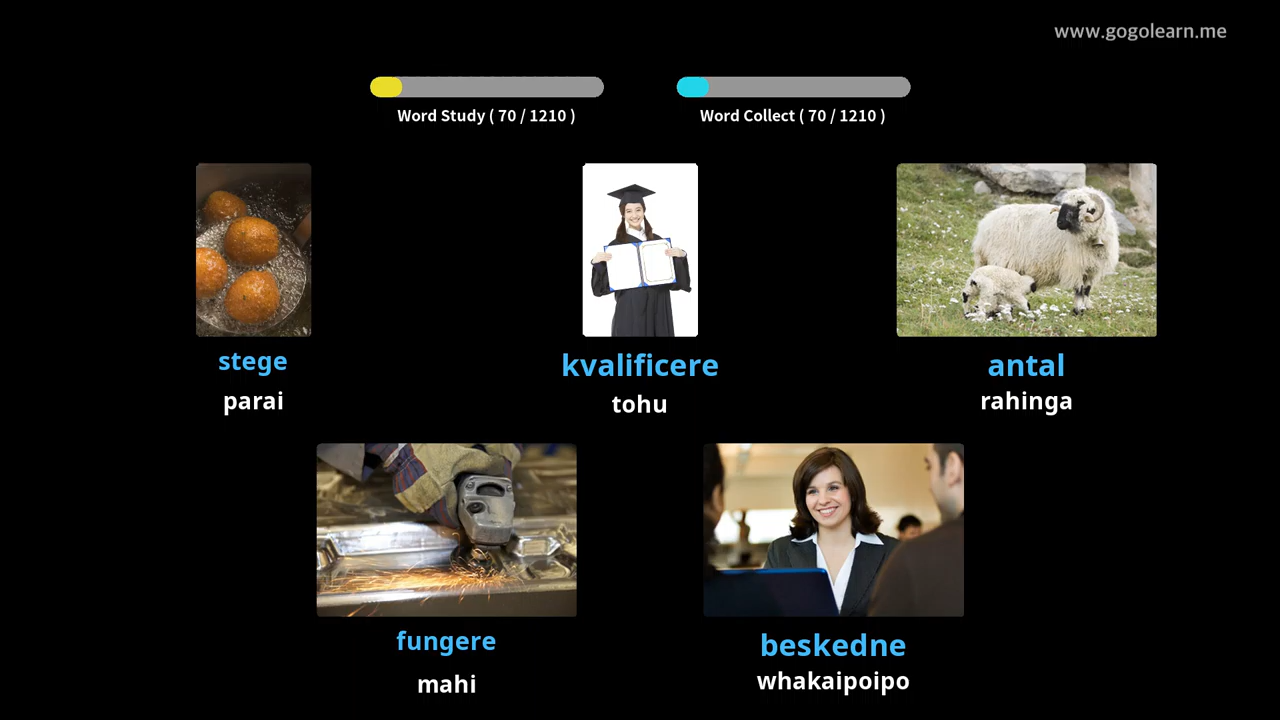 www.gogolearn.me
Word Study ( 70 / 1210 )
Word Collect ( 70 / 1210 )
stege
parai
kvalificere
tohu
antal
rahinga
fungere
mahi
beskedne
whakaipoipo